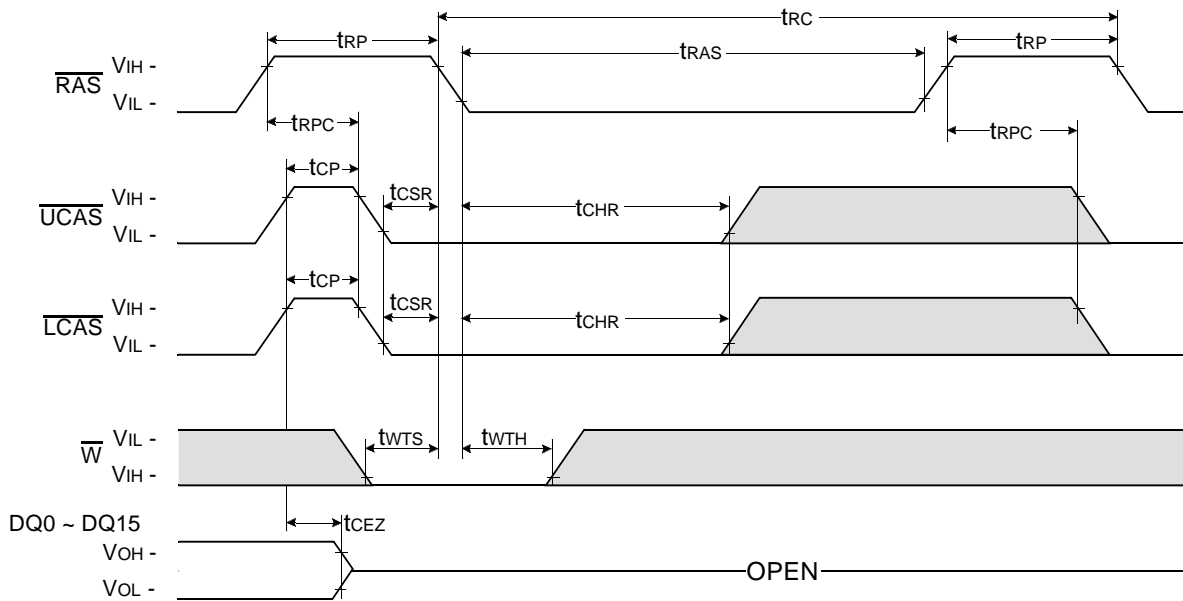 tRC
tRP tRAS tRP
RAS VIH -
VIL -
tRPC tRPC
tCP
tCSR
UCAS VIH -
VIL -
tCHR
tCP
tCSR
LCAS VIH -
VIL -
tCHR
W VIL -
VIH -
tWTS tWTH
DQ0 ~ DQ15
tCEZ
VOH -
VOL -
OPEN